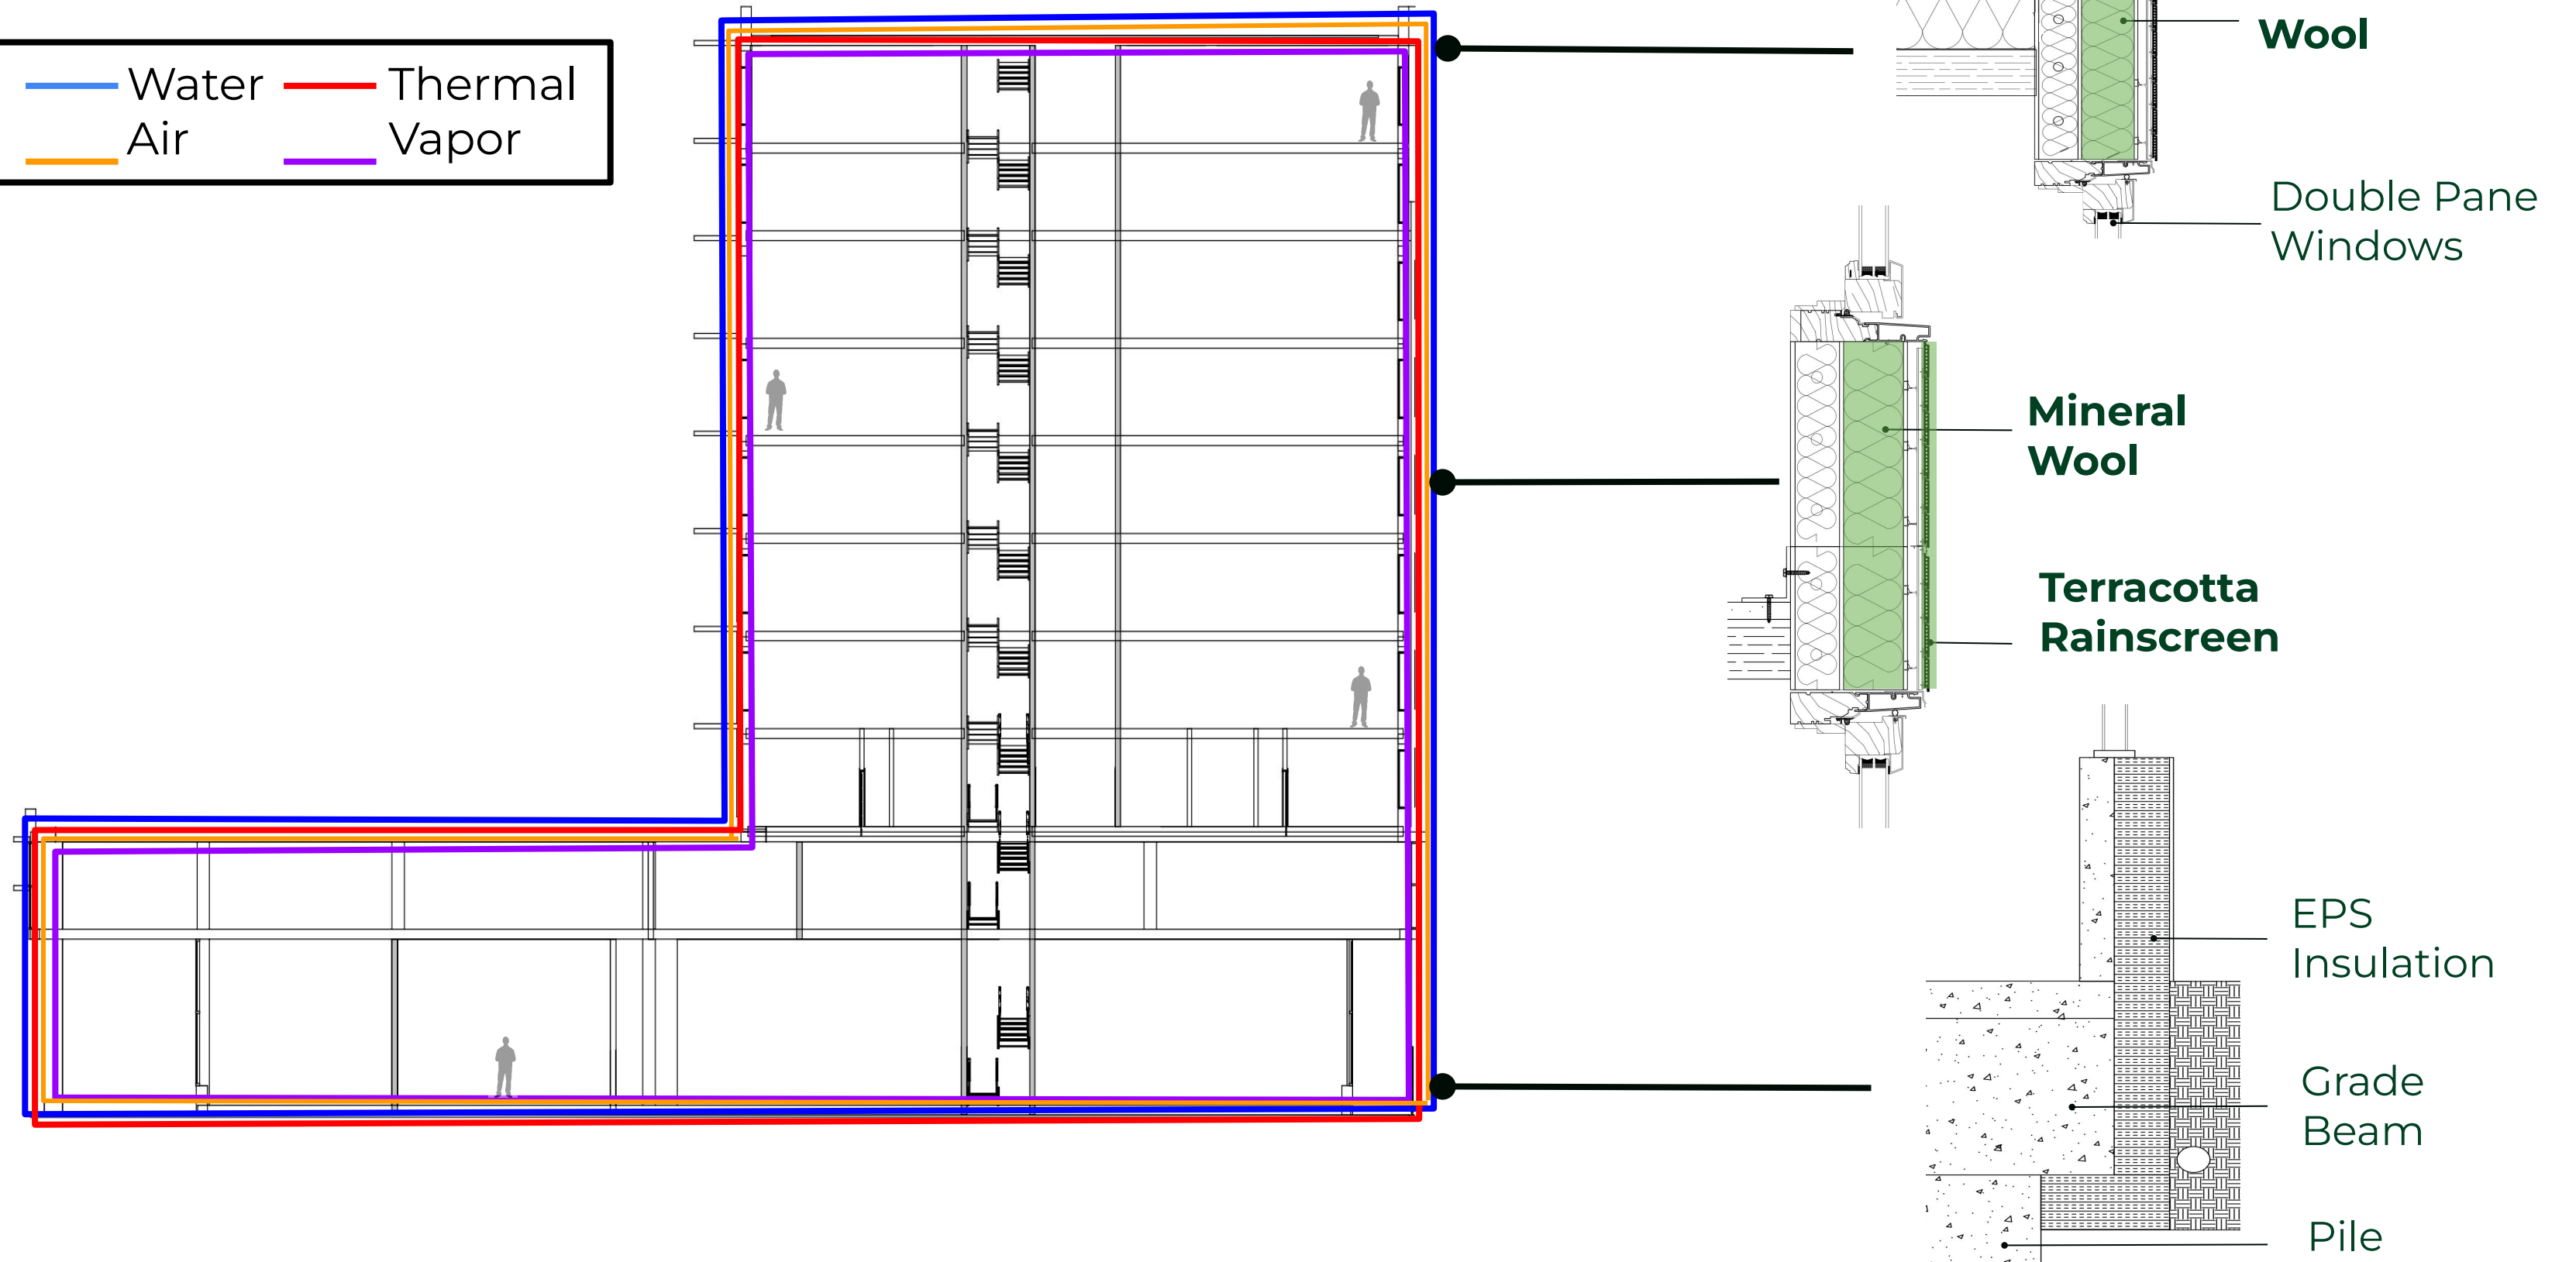 Water
Thermal
Air
Vapor
Wool
Double Pane
Windows
Mineral
Wool
Terracotta
Rainscreen
EPS
Insulation
Grade
Beam
Pile